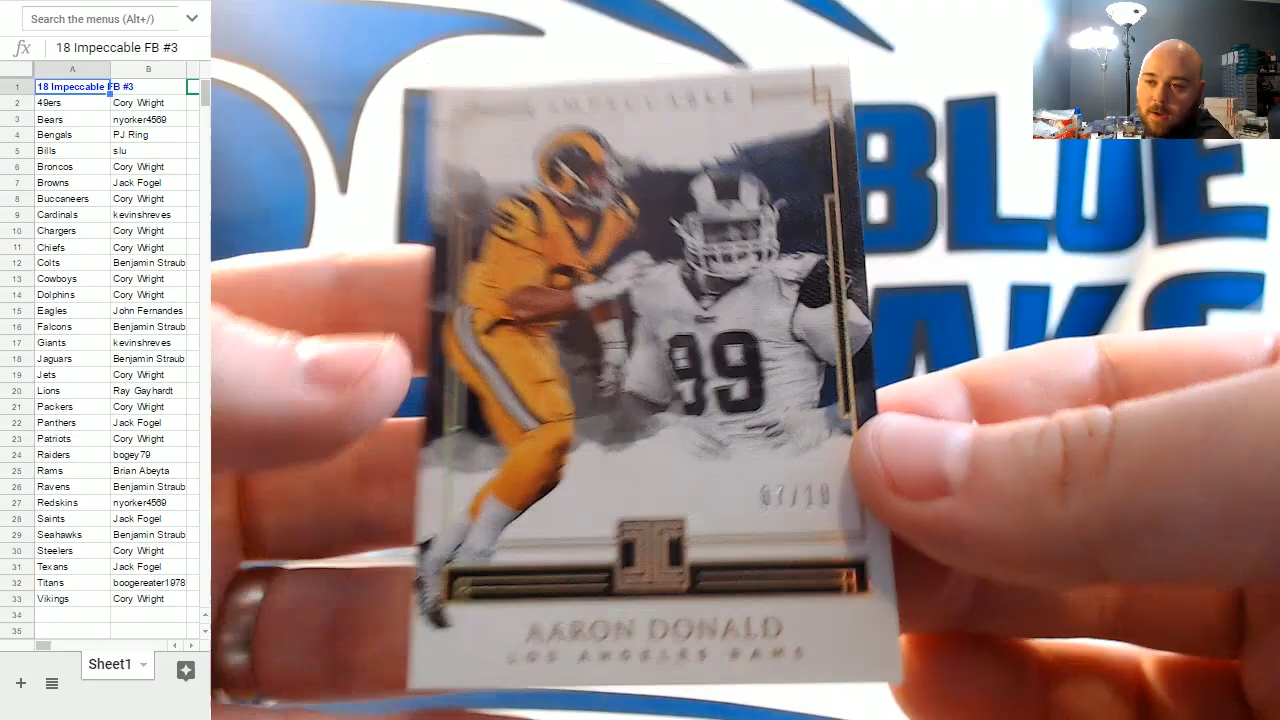 Search the menus (Alt+/)
fx 18 Impeccable FB #3
A B
1 18 Impeccable FB #3
2 49ers Cory Wright
3 Bears nyorker4569
4 Bengals PJ Ring
5 Bills slu
6 Broncos Cory Wright
7 Browns Jack Fogel
8 Buccaneers Cory Wright
9 Cardinals kevinshreves
10 Chargers Cory Wright
11 Chiefs Cory Wright
12 Colts Benjamin Straub
13 Cowboys Cory Wright
14 Dolphins Cory Wright
15 Eagles John Fernandes
16 Falcons Benjamin Straub
17 Giants kevinshreves
18 Jaguars Benjamin Straub
19 Jets Cory Wright
20 Lions Ray Gayhardt
21 Packers Cory Wright
22 Panthers Jack Fogel
23 Patriots Cory Wright
24 Raiders bogey79
25 Rams Brian Abeyta
26 Ravens Benjamin Straub
27 Redskins nyorker4569
28 Saints Jack Fogel
29 Seahawks Benjamin Straub
30 Steelers Cory Wright
31 Texans Jack Fogel
32 Titans boogereater1978
33 Vikings Cory Wright
34
35
Sheet1
IMPECCABLE
99
AARON DONALD
LOS ANGELES RAMS
BLUE